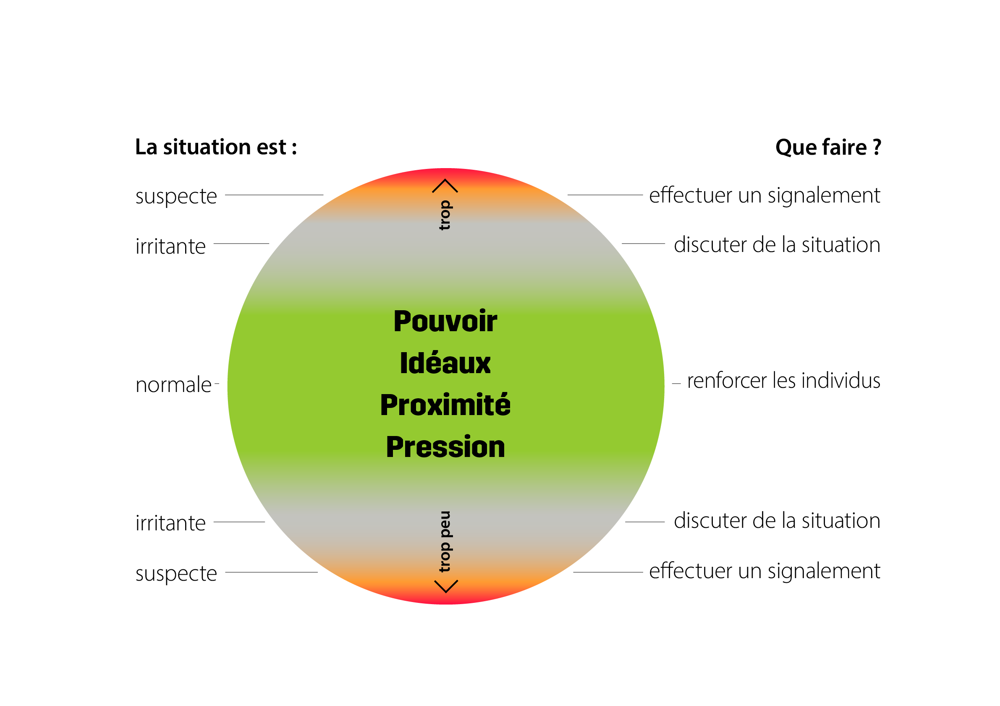 La situation est :
Que faire ?
suspecte
effectuer un signalement
trop
irritante
discuter de la situation
Pouvoir
Idéaux
normale
renforcer les individus
Proximité
Pression
irritante
discuter de la situation
trop peu
suspecte
effectuer un signalement